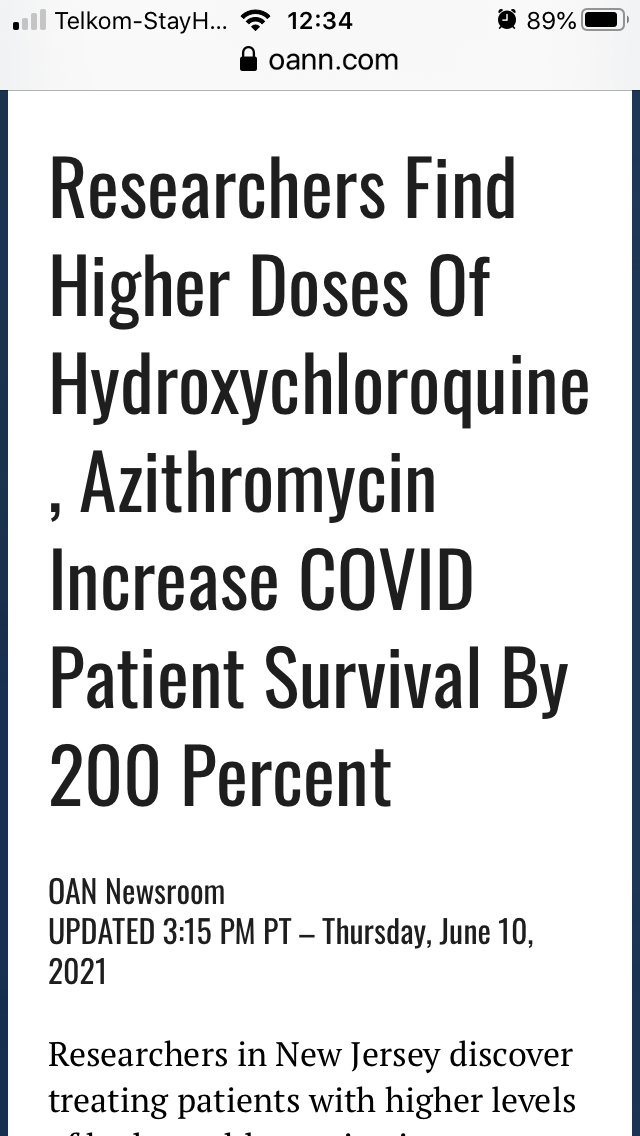 Telkom-StayH... 12:34 89%
oann.com
Researchers Find
Higher Doses Of
Hydroxychloroquine
, Azithromycin
Increase COVID
Patient Survival By
200 Percent
OAN Newsroom
UPDATED 3:15 PM PT – Thursday, June 10,
2021
Researchers in New Jersey discover
treating patients with higher levels